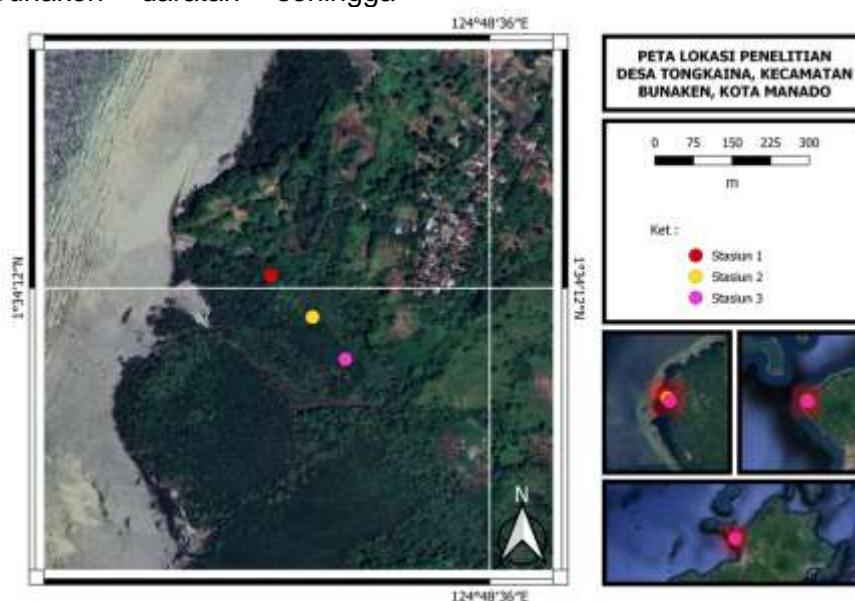 daratan sehingga
124°48'36"E
PETA LOKASI PENELITIAN
DESA TONGKAINA, KECAMATAN
BUNAKEN, KOTA MANADO
0 75 150 225 300
m
Ket :
Stasiun 1
Stasiun 2
Stasiun 3
1°34'12"N
1°34'12"N
N
124°48'36"E